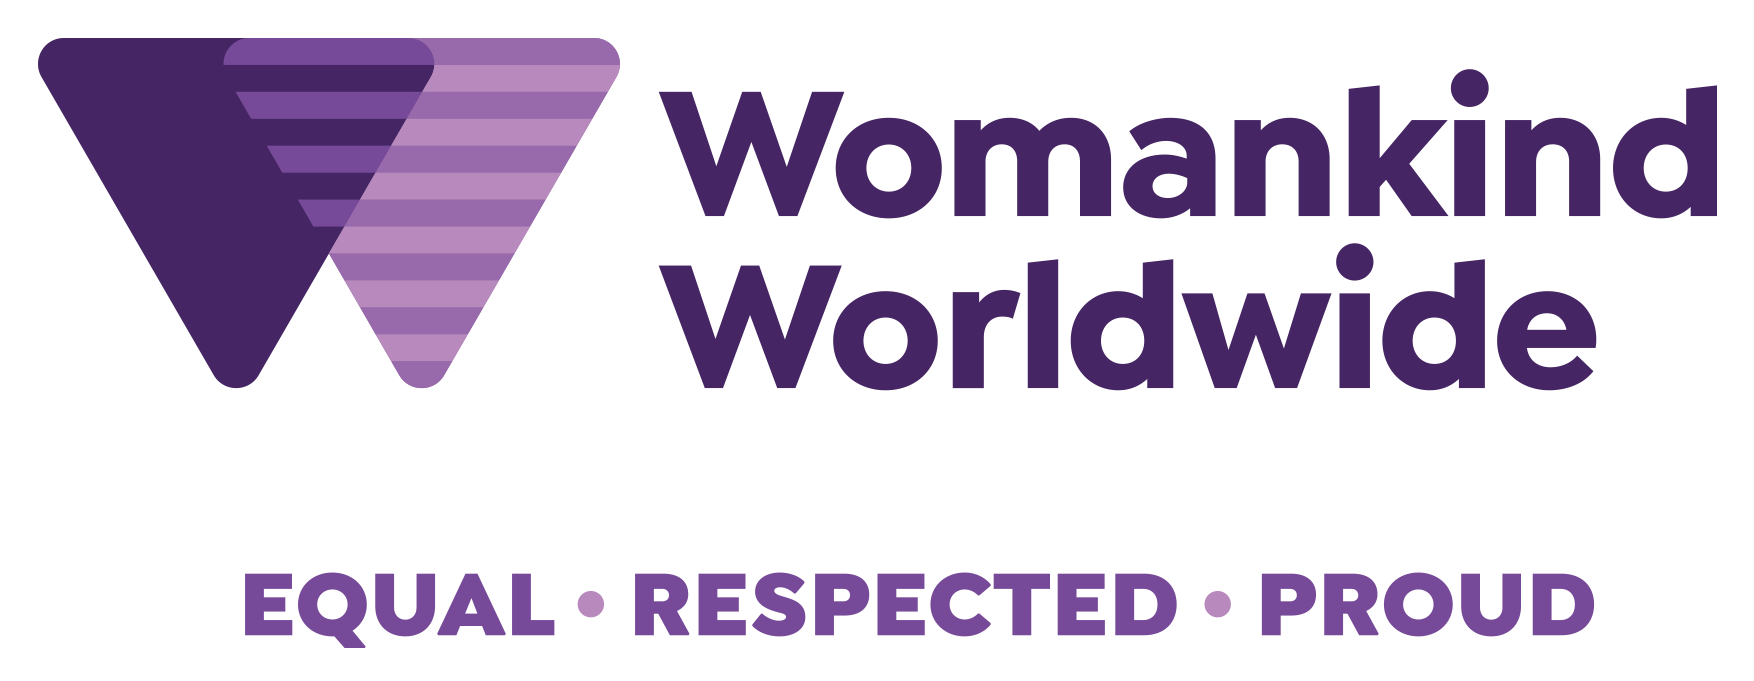 Womankind
Worldwide
EQUAL • RESPECTED • PROUD